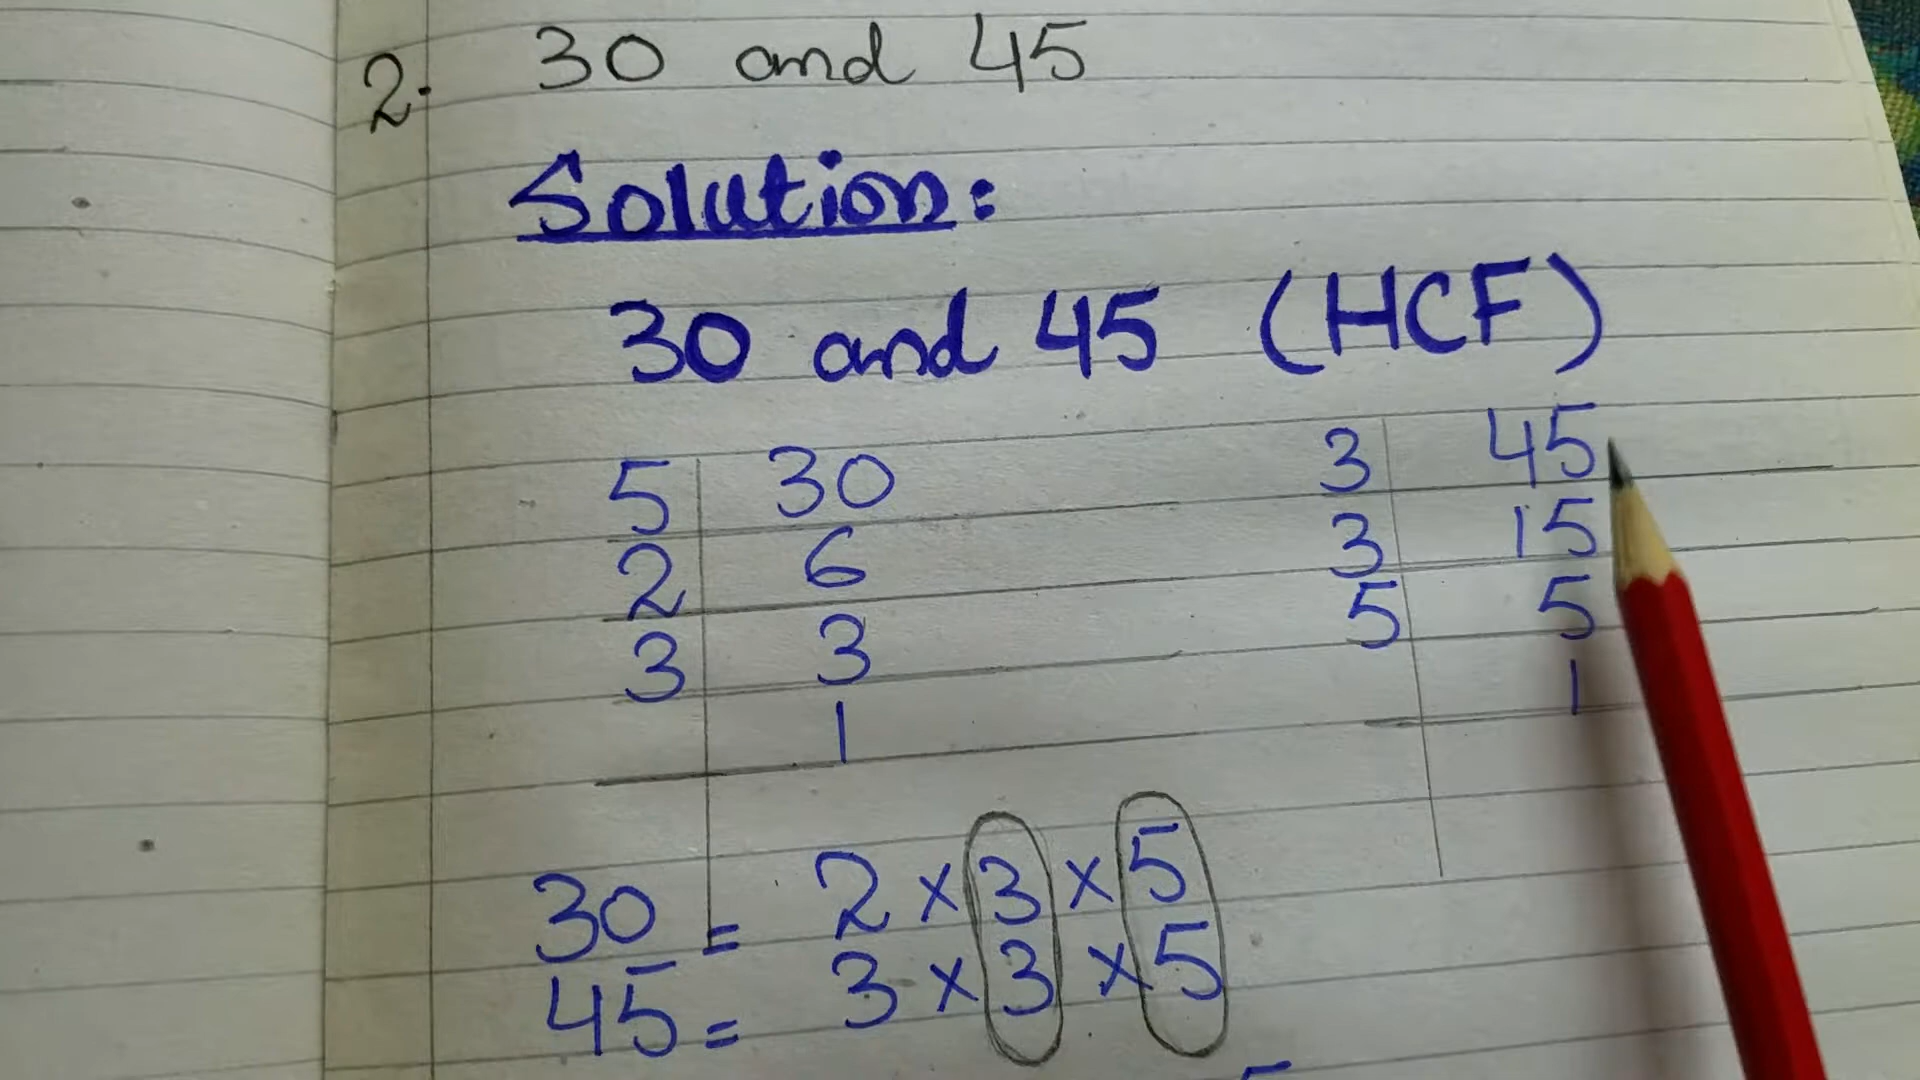 2. 30 and 45
Solution:
30 and 45 (HCF)
5 30 3 45
2 6 3 15
3 3 5 5
1 1
30 = 2 × 3 × 5
45 = 3 × 3 × 5